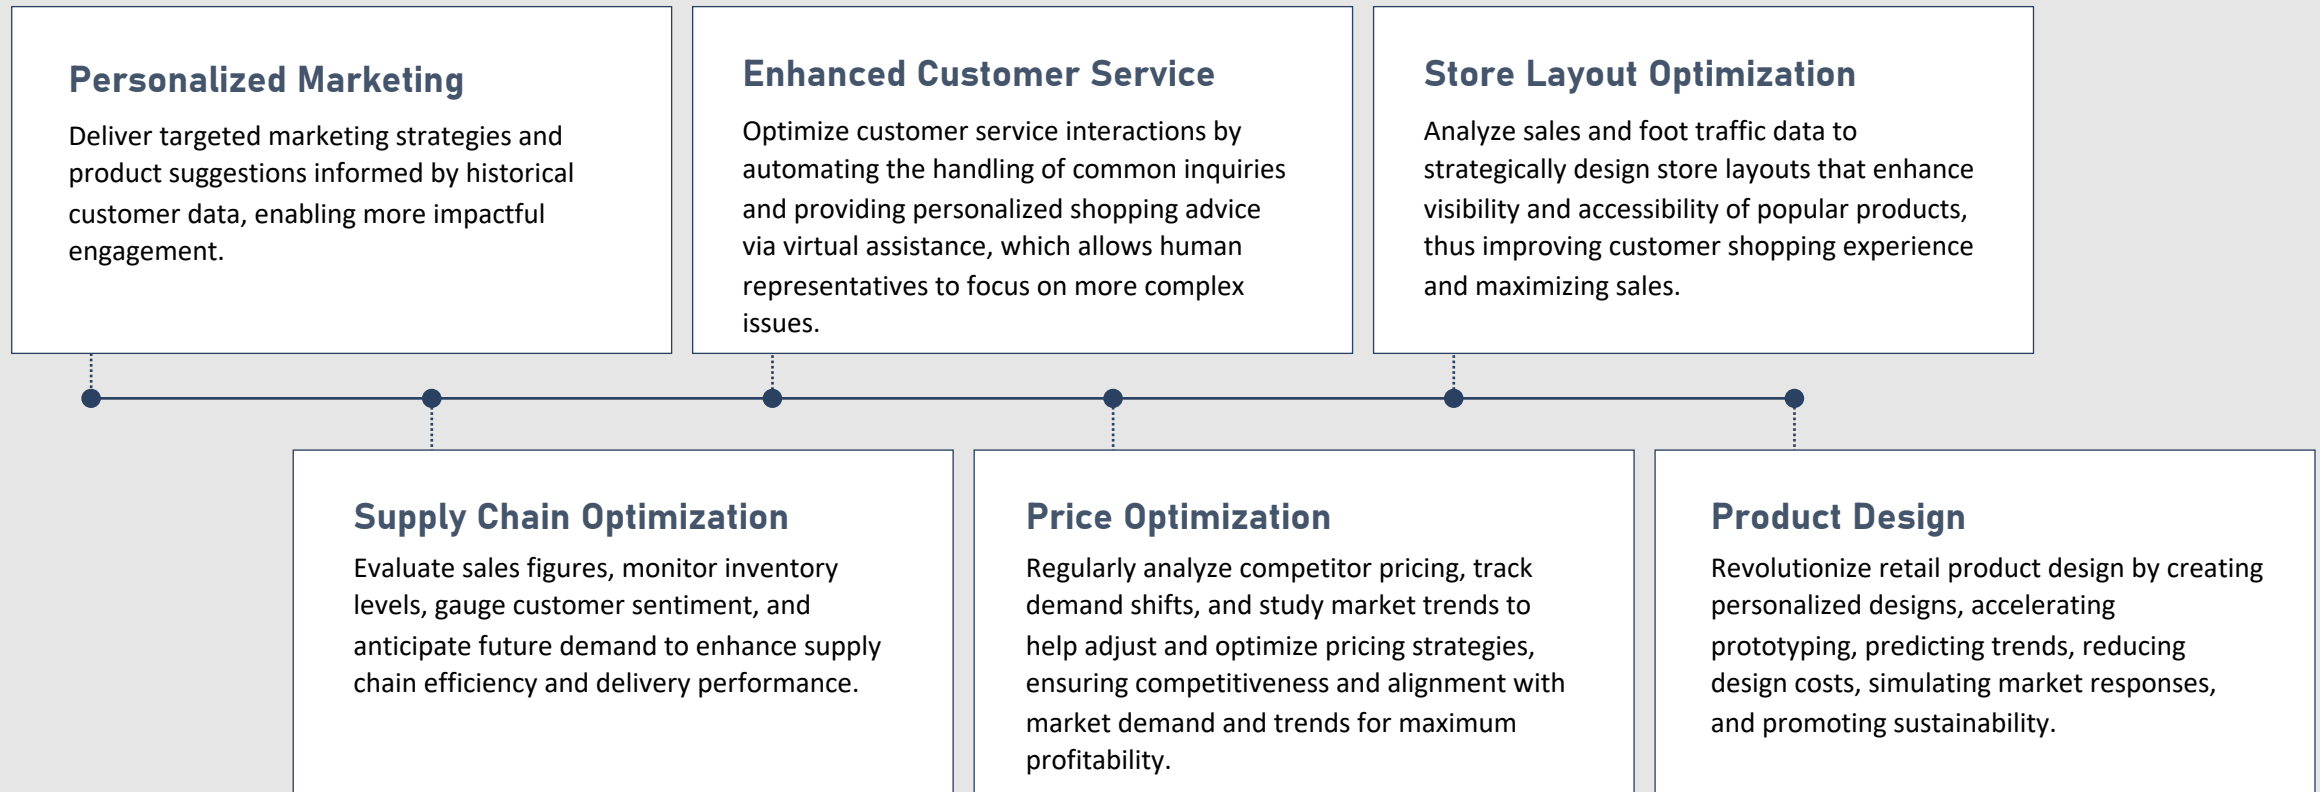 Personalized Marketing
Deliver targeted marketing strategies and
product suggestions informed by historical
customer data, enabling more impactful
engagement.
Enhanced Customer Service
Optimize customer service interactions by
automating the handling of common inquiries
and providing personalized shopping advice
via virtual assistance, which allows human
representatives to focus on more complex
issues.
Store Layout Optimization
Analyze sales and foot traffic data to
strategically design store layouts that enhance
visibility and accessibility of popular products,
thus improving customer shopping experience
and maximizing sales.
Supply Chain Optimization
Evaluate sales figures, monitor inventory
levels, gauge customer sentiment, and
anticipate future demand to enhance supply
chain efficiency and delivery performance.
Price Optimization
Regularly analyze competitor pricing, track
demand shifts, and study market trends to
help adjust and optimize pricing strategies,
ensuring competitiveness and alignment with
market demand and trends for maximum
profitability.
Product Design
Revolutionize retail product design by creating
personalized designs, accelerating
prototyping, predicting trends, reducing
design costs, simulating market responses,
and promoting sustainability.